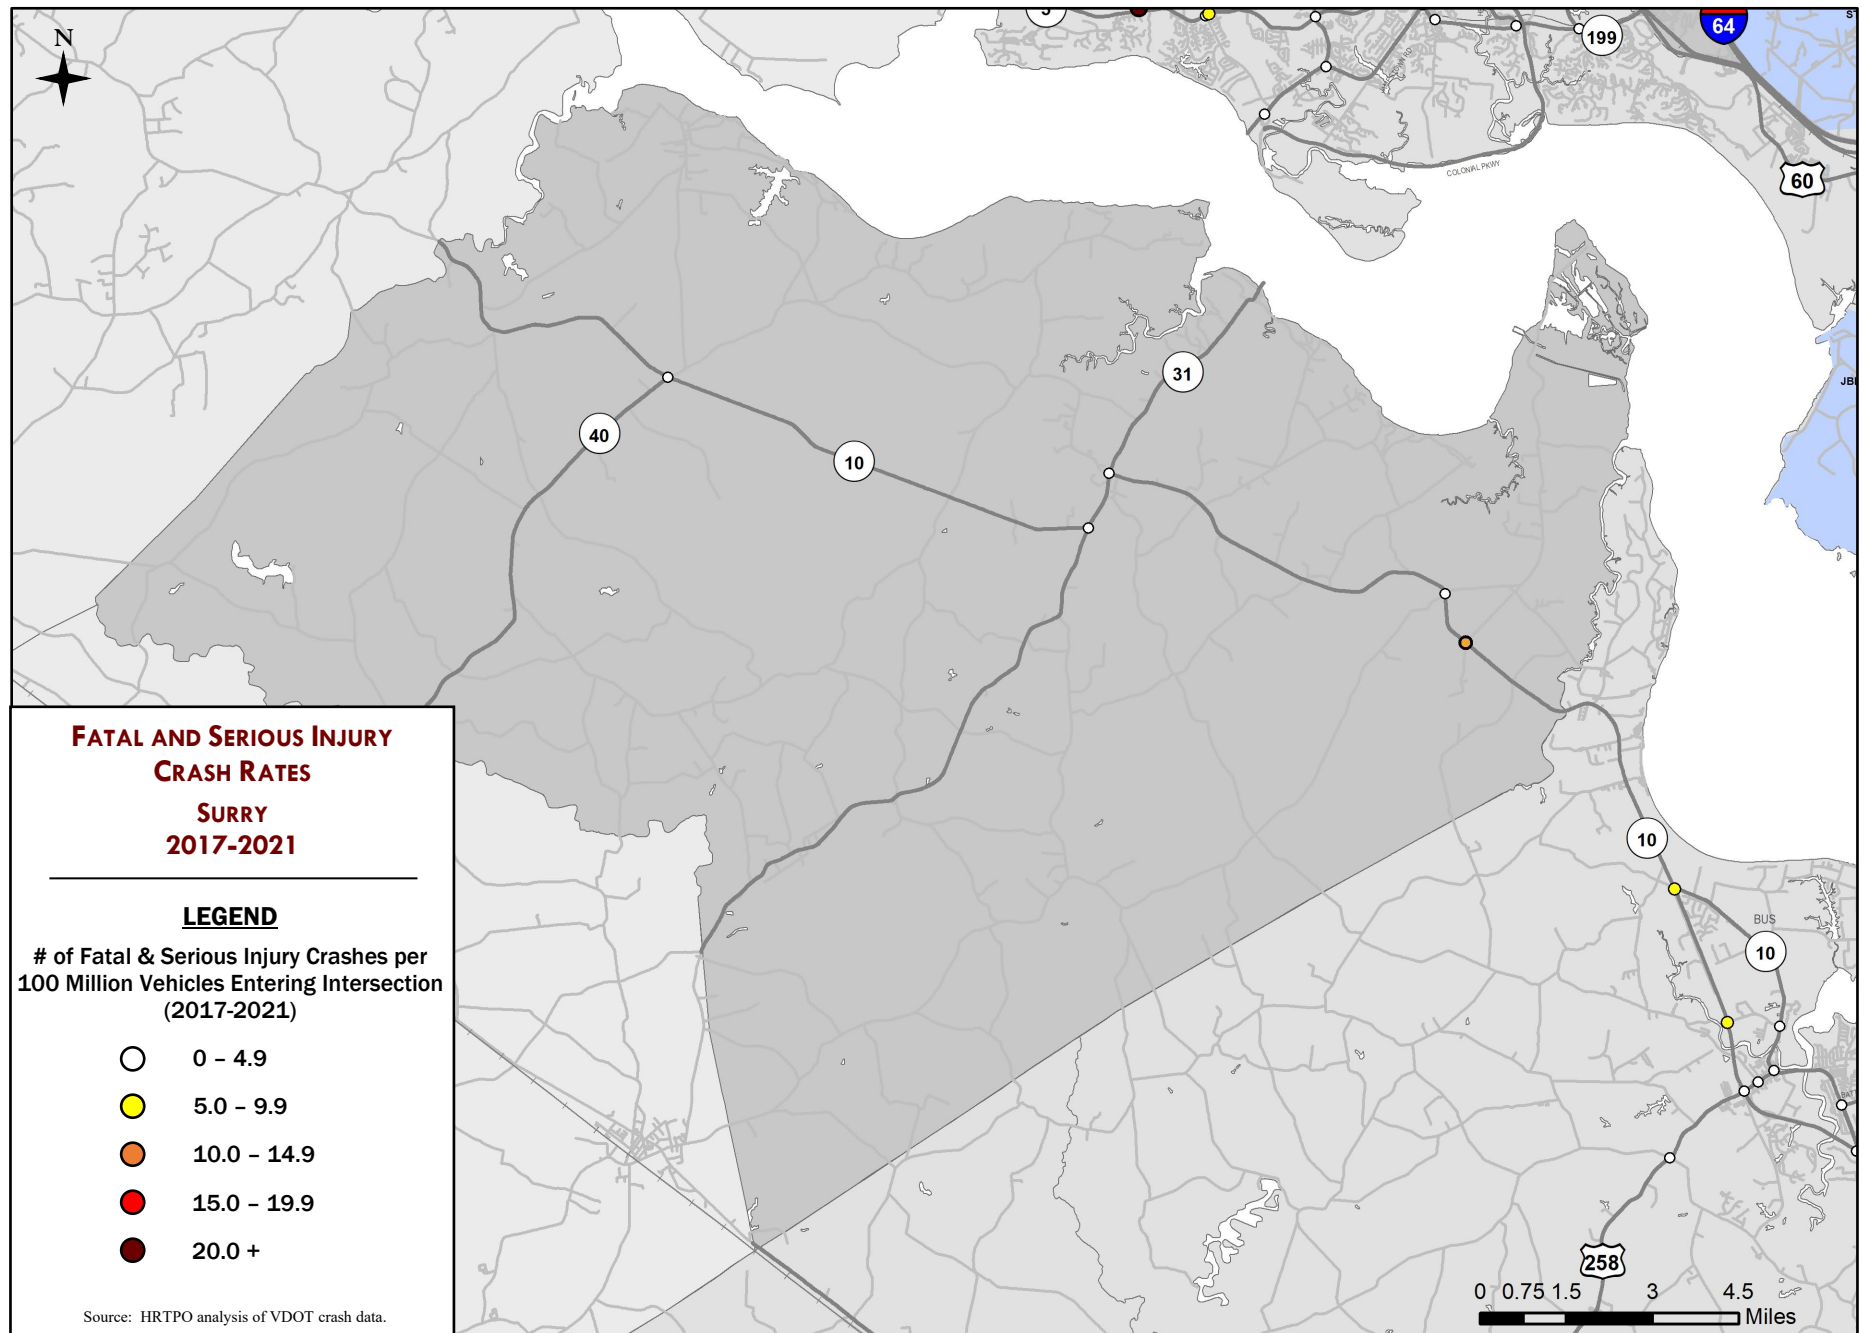 N
64
199
ST
COLONIAL PKWY
60
JBI
31
40
10
10
BUS
10
258
FATAL AND SERIOUS INJURY
CRASH RATES
SURRY
2017-2021
LEGEND
# of Fatal & Serious Injury Crashes per
100 Million Vehicles Entering Intersection
(2017-2021)
0 – 4.9
5.0 – 9.9
10.0 – 14.9
15.0 – 19.9
20.0 +
Source: HRTPO analysis of VDOT crash data.
0 0.75 1.5 3 4.5
Miles